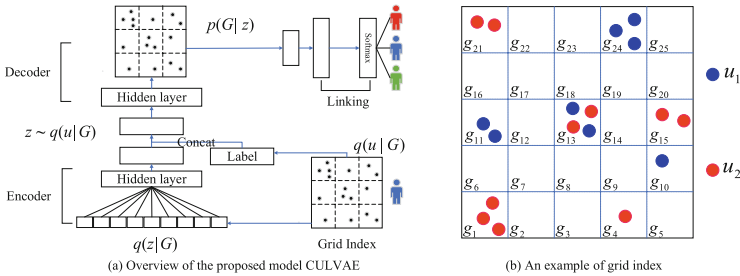 p(G|z)
Decoder
Softmax
Hidden layer
Linking
z ~ q(u|G)
Concat
q(u|G)
Label
Encoder
Hidden layer
q(z|G)
Grid Index
(a) Overview of the proposed model CULVAE
g21 g22 g23 g24 g25
g16 g17 g18 g19 g20
g11 g12 g13 g14 g15
g6 g7 g8 g9 g10
g1 g2 g3 g4 g5
u1
u2
(b) An example of grid index